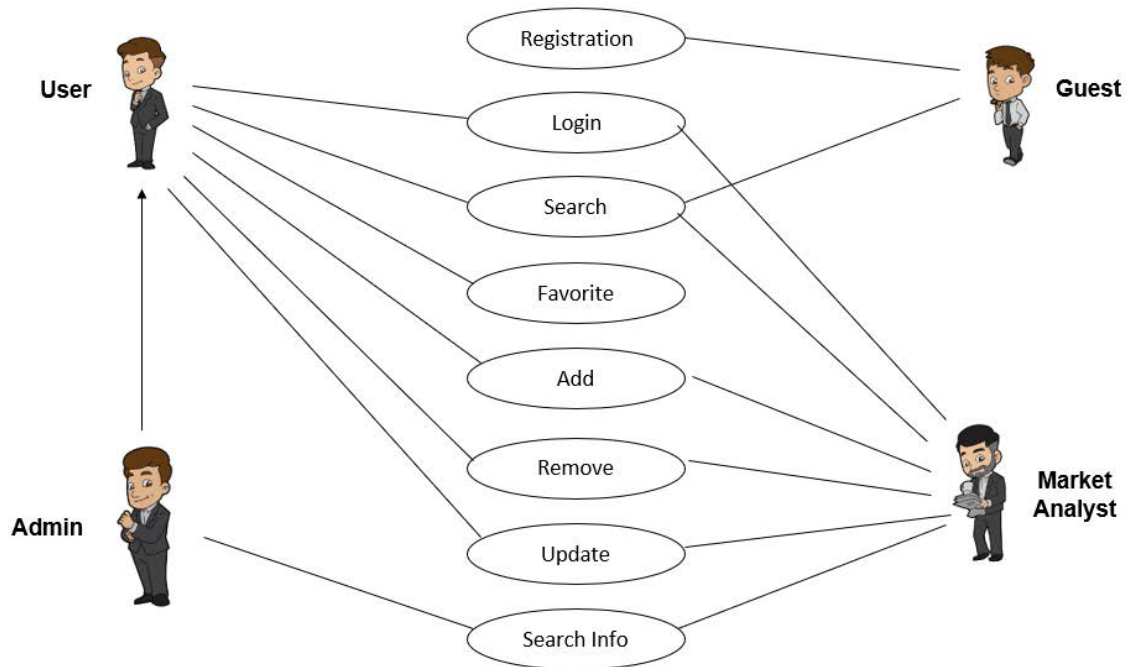 Registration
User
Guest
Login
Search
Favorite
Add
Remove
Market
Analyst
Admin
Update
Search Info